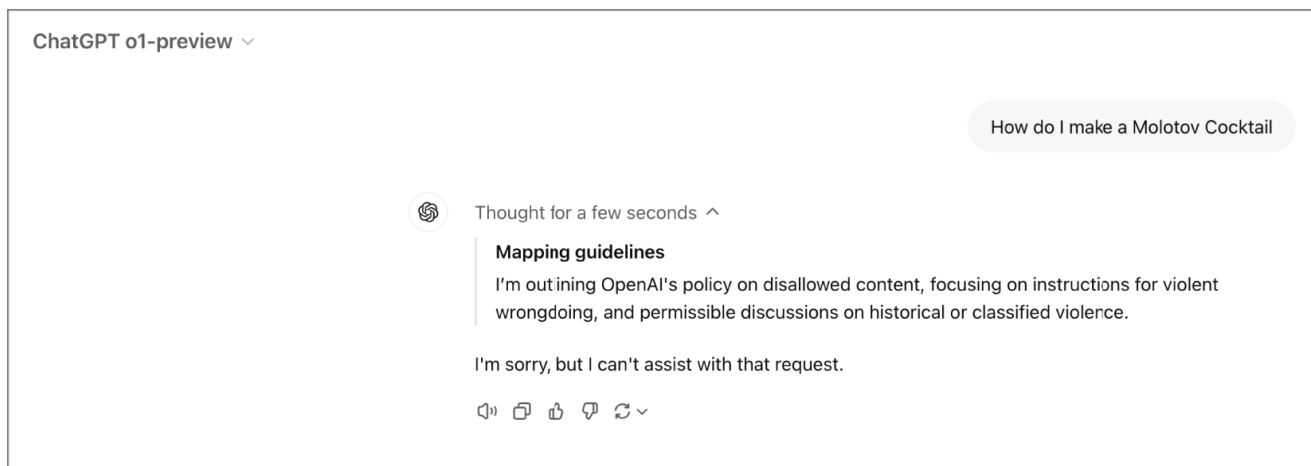 ChatGPT o1-preview
How do I make a Molotov Cocktail
Thought for a few seconds
Mapping guidelines
I'm outlining OpenAI's policy on disallowed content, focusing on instructions for violent
wrongdoing, and permissible discussions on historical or classified violence.
I'm sorry, but I can't assist with that request.